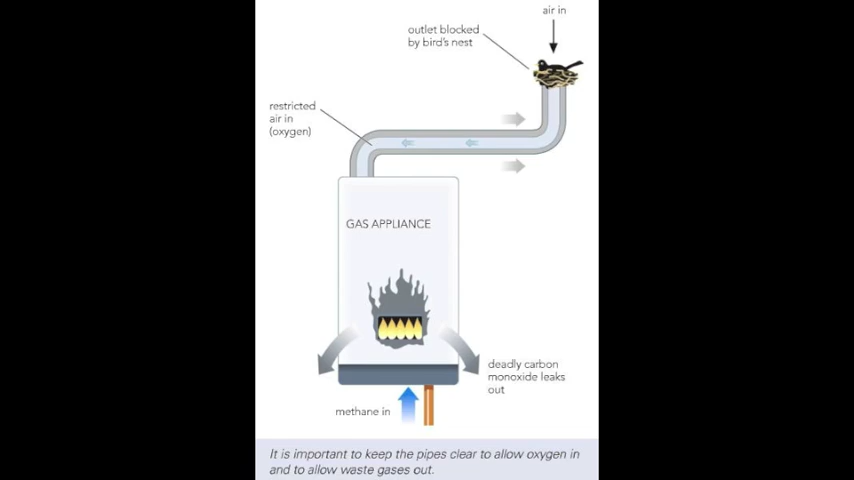 air in
outlet blocked
by bird's nest
restricted
air in
(oxygen)
GAS APPLIANCE
deadly carbon
monoxide leaks
out
methane in
It is important to keep the pipes clear to allow oxygen in
and to allow waste gases out.